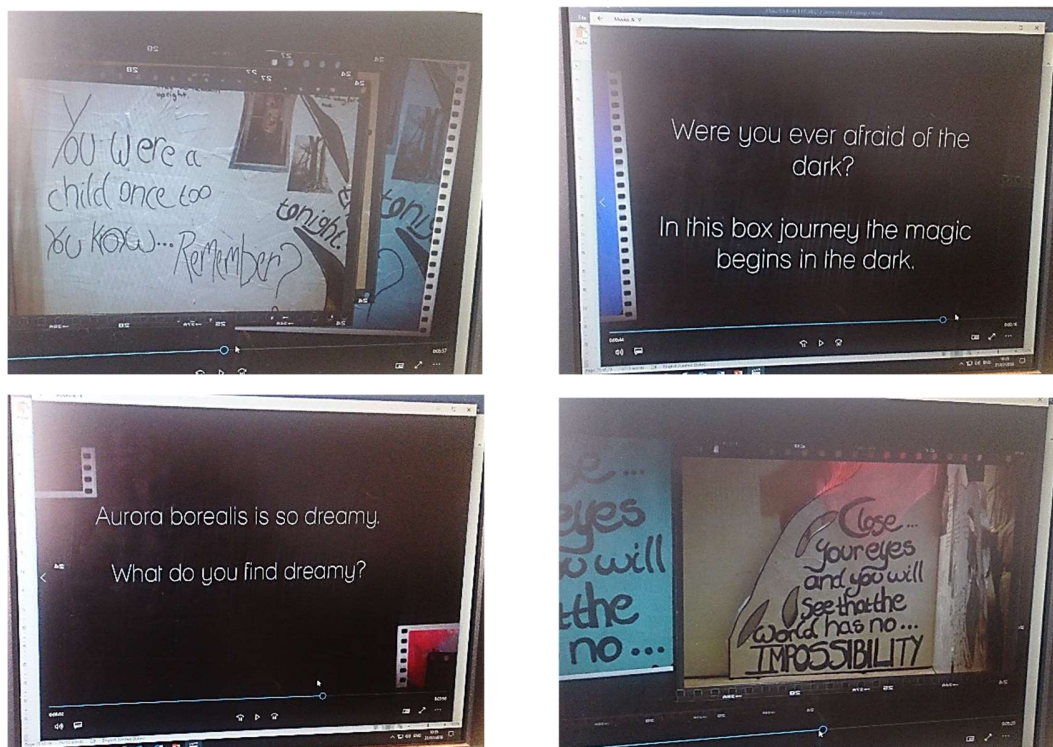 upright.
You were a
child once too
You know... Remember?
tonight.
Were you ever afraid of the
dark?
In this box journey the magic
begins in the dark.
Aurora borealis is so dreamy.
What do you find dreamy?
eyes
will
the
no...
Close...
your eyes
and you will
see that the
world has no...
IMPOSSIBILITY